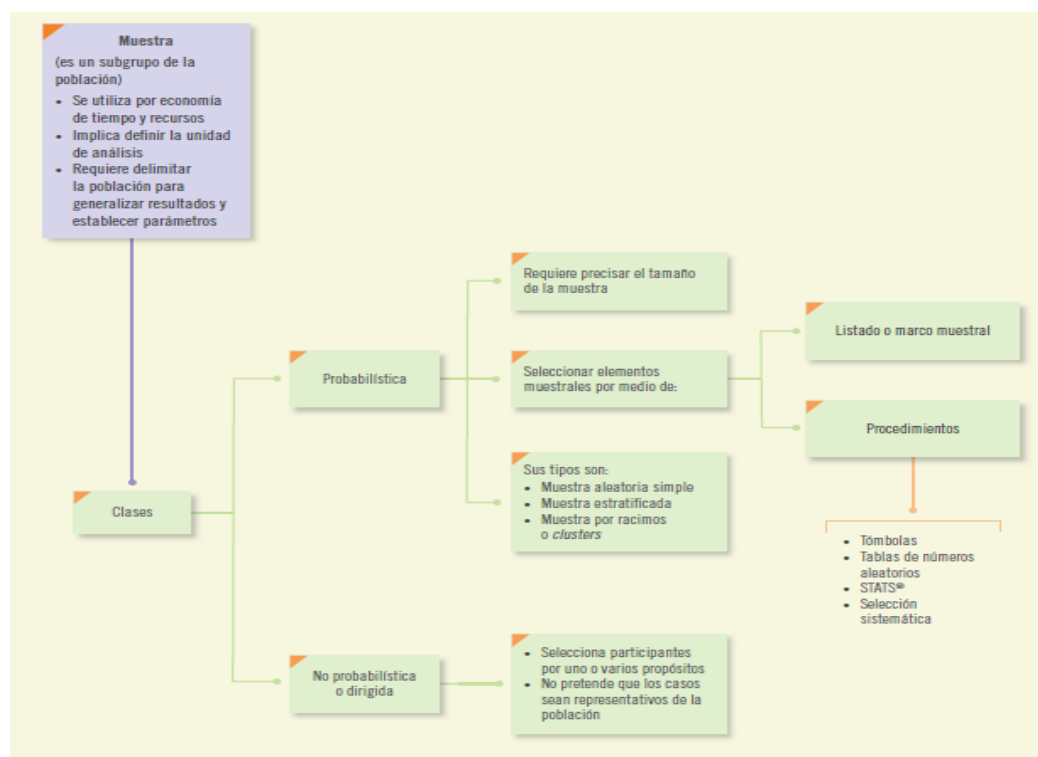 Muestra
(es un subgrupo de la
población)
• Se utiliza por economía
de tiempo y recursos
• Implica definir la unidad
de análisis
• Requiere delimitar
la población para
generalizar resultados y
establecer parámetros
Clases
Probabilística
Requiere precisar el tamaño
de la muestra
Seleccionar elementos
muestrales por medio de:
Listado o marco muestral
Procedimientos
• Tómbolas
• Tablas de números
aleatorios
• STATS®
• Selección
sistemática
Sus tipos son:
• Muestra aleatoria simple
• Muestra estratificada
• Muestra por racimos
o clusters
No probabilística
o dirigida
• Selecciona participantes
por uno o varios propósitos
• No pretende que los casos
sean representativos de la
población